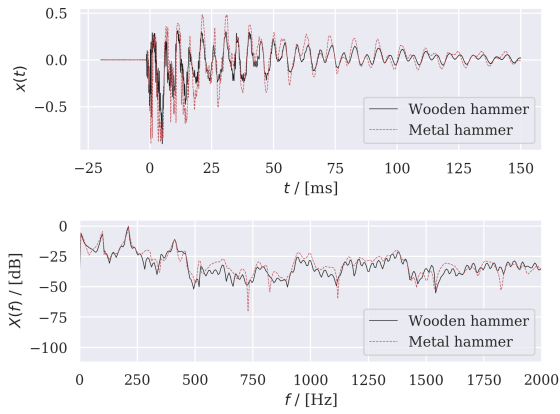 0.5
0.0
−0.5
x(t)
Wooden hammer
Metal hammer
−25 0 25 50 75 100 125 150
t / [ms]
0
−25
−50
−75
−100
X(f) / [dB]
Wooden hammer
Metal hammer
0 250 500 750 1000 1250 1500 1750 2000
f / [Hz]